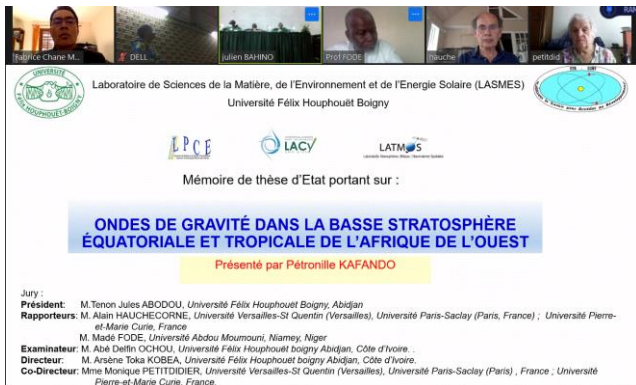 Fabrice Chane M...
DELL
Julien BAHINO
Prof FODE
hauche
petitdid
Laboratoire de Sciences de la Matière, de l'Environnement et de l'Energie Solaire (LASMES)
Université Félix Houphouët Boigny
UNIVERSITÉ
FÉLIX HOUPHOUËT-BOIGNY
LPCE
LACy
LATMOS
Mémoire de thèse d'Etat portant sur :
ONDES DE GRAVITÉ DANS LA BASSE STRATOSPHÈRE
ÉQUATORIALE ET TROPICALE DE L'AFRIQUE DE L'OUEST
Présenté par Pétronille KAFANDO
Jury :
Président: M.Tenon Jules ABODOU, Université Félix Houphouët Boigny, Abidjan
Rapporteurs: M. Alain HAUCHECORNE, Université Versailles-St Quentin (Versailles), Université Paris-Saclay (Paris, France) ; Université Pierre-
et-Marie Curie, France
M. Madé FODE, Université Abdou Moumouni, Niamey, Niger
Examinateur: M. Abé Delfin OCHOU, Université Félix Houphouët boigny Abidjan, Côte d'Ivoire. .
Directeur: M. Arsène Toka KOBEA, Université Félix Houphouët Boigny Abidjan, Côte d'Ivoire.
Co-Directeur: Mme Monique PETITDIDIER, Université Versailles-St Quentin (Versailles), Université Paris-Saclay (Paris) , France ; Université
Pierre-et-Marie Curie, France.